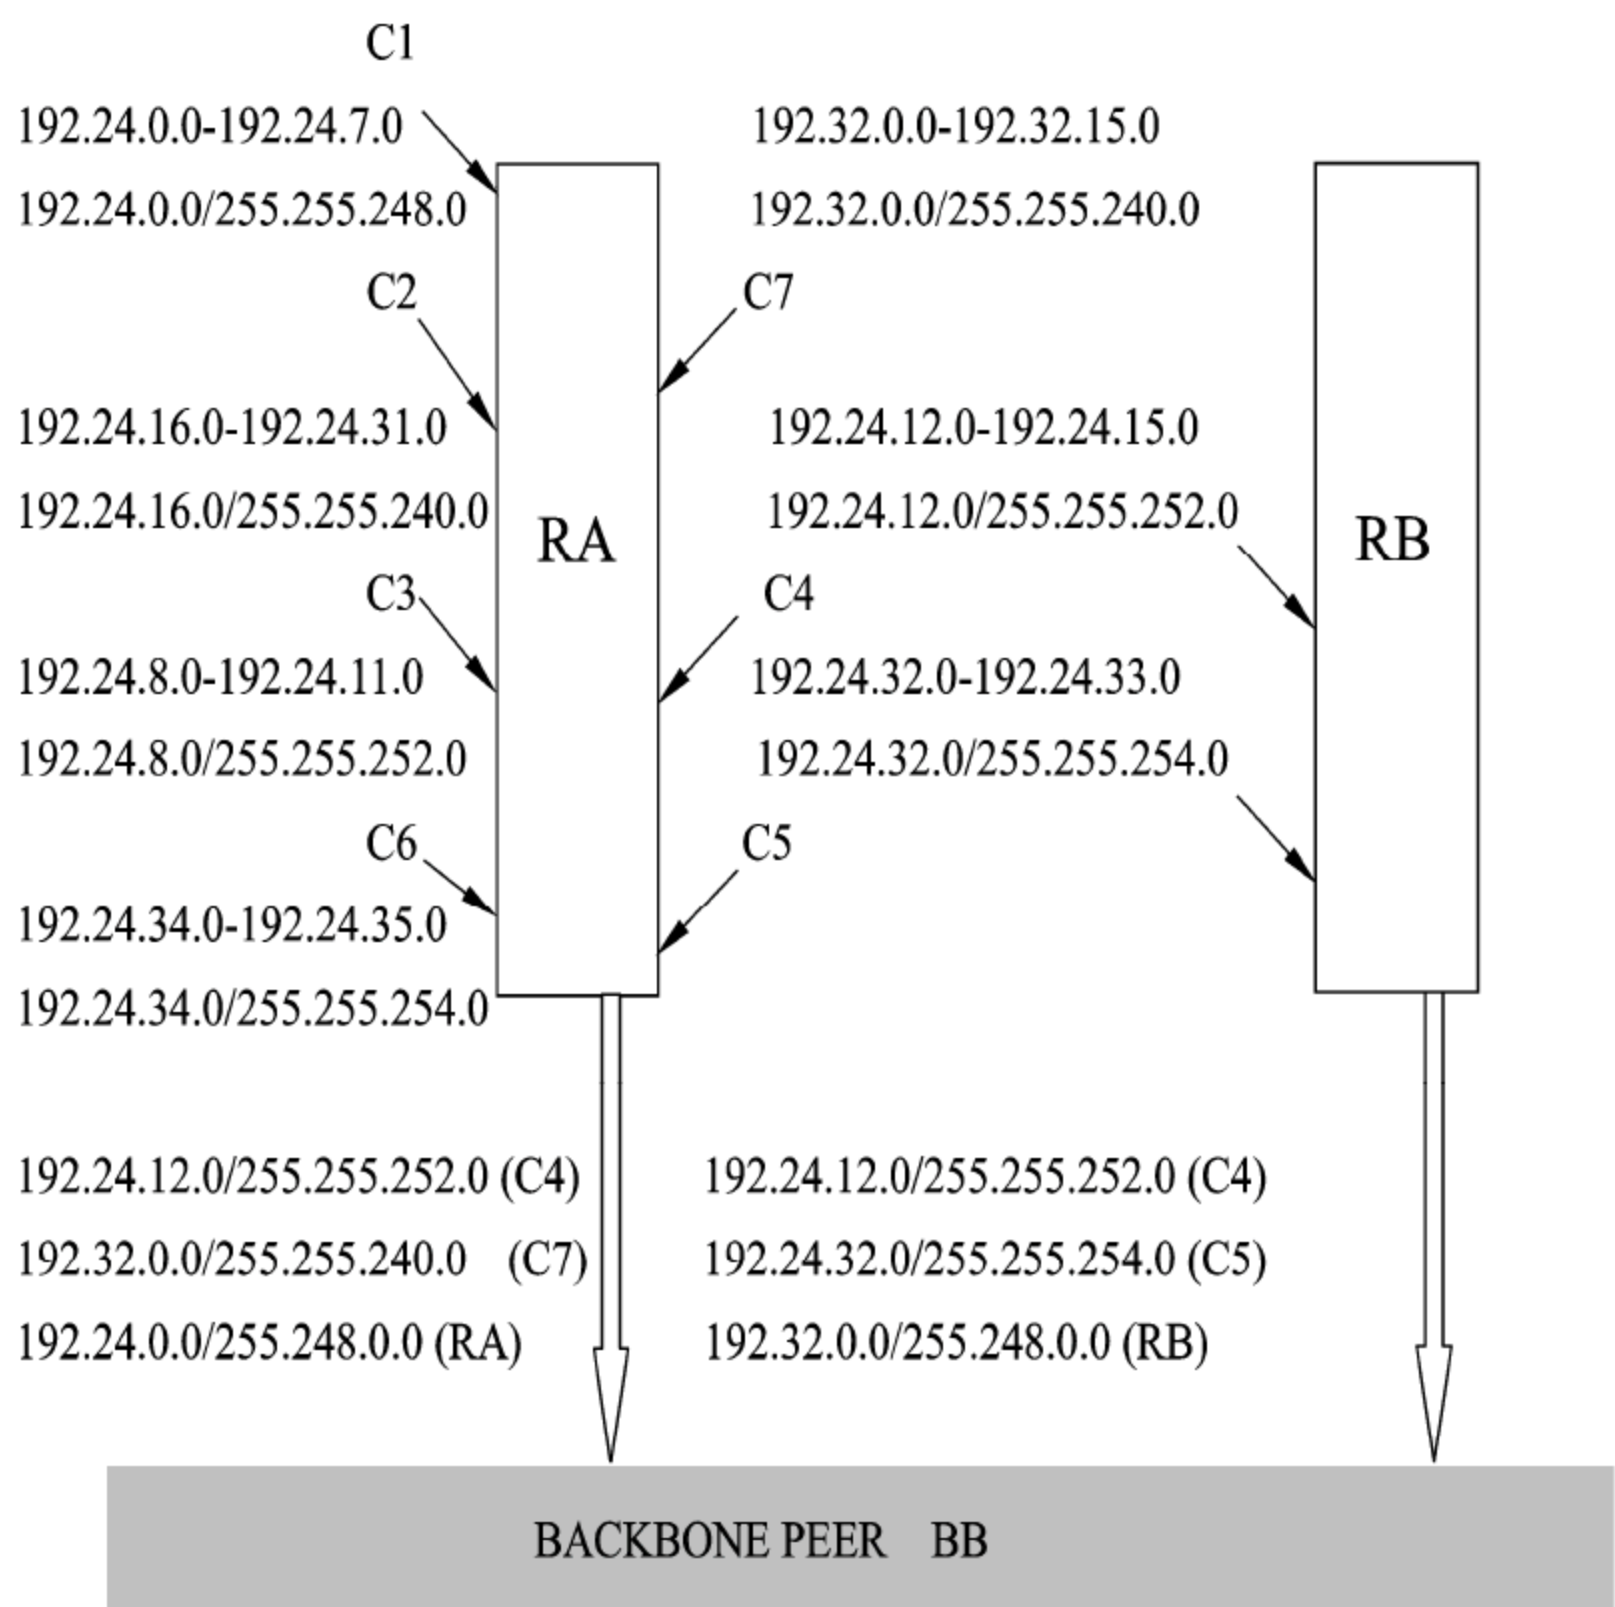 C1
192.24.0.0-192.24.7.0
192.32.0.0-192.32.15.0
192.24.0.0/255.255.248.0
192.32.0.0/255.255.240.0
C2
C7
192.24.16.0-192.24.31.0
192.24.12.0-192.24.15.0
192.24.16.0/255.255.240.0
192.24.12.0/255.255.252.0
RA
RB
C3
C4
192.24.8.0-192.24.11.0
192.24.32.0-192.24.33.0
192.24.8.0/255.255.252.0
192.24.32.0/255.255.254.0
C6
C5
192.24.34.0-192.24.35.0
192.24.34.0/255.255.254.0
192.24.12.0/255.255.252.0 (C4)
192.24.12.0/255.255.252.0 (C4)
192.32.0.0/255.255.240.0 (C7)
192.24.32.0/255.255.254.0 (C5)
192.24.0.0/255.248.0.0 (RA)
192.32.0.0/255.248.0.0 (RB)
BACKBONE PEER BB